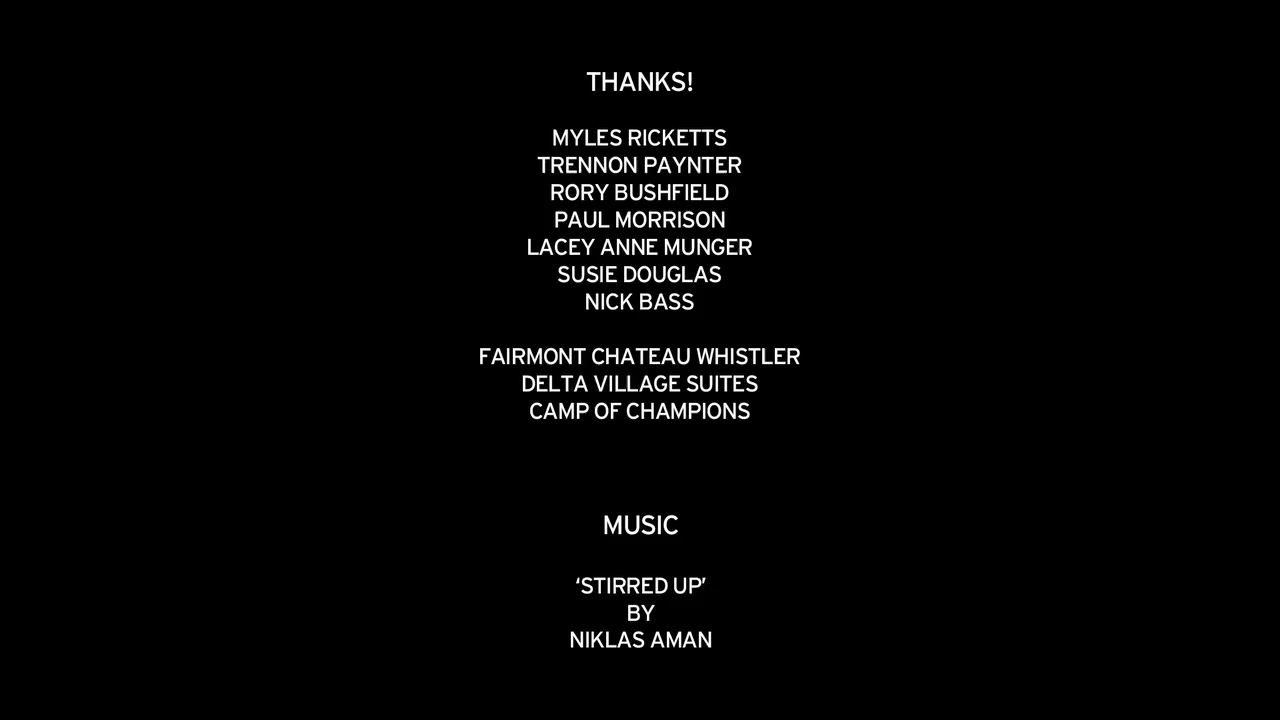 THANKS!
MYLES RICKETTS
TRENNON PAYNTER
RORY BUSHFIELD
PAUL MORRISON
LACEY ANNE MUNGER
SUSIE DOUGLAS
NICK BASS
FAIRMONT CHATEAU WHISTLER
DELTA VILLAGE SUITES
CAMP OF CHAMPIONS
MUSIC
‘STIRRED UP’
BY
NIKLAS AMAN